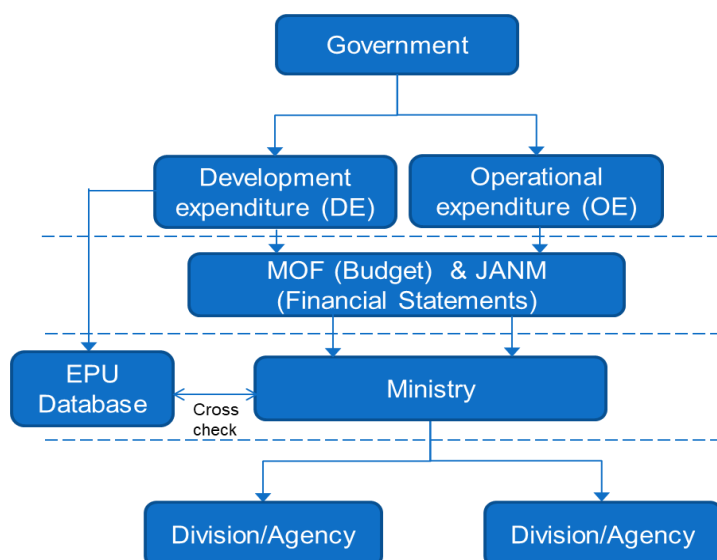 Government
Development
expenditure (DE)
Operational
expenditure (OE)
MOF (Budget) & JANM
(Financial Statements)
EPU
Database
Cross
check
Ministry
Division/Agency
Division/Agency